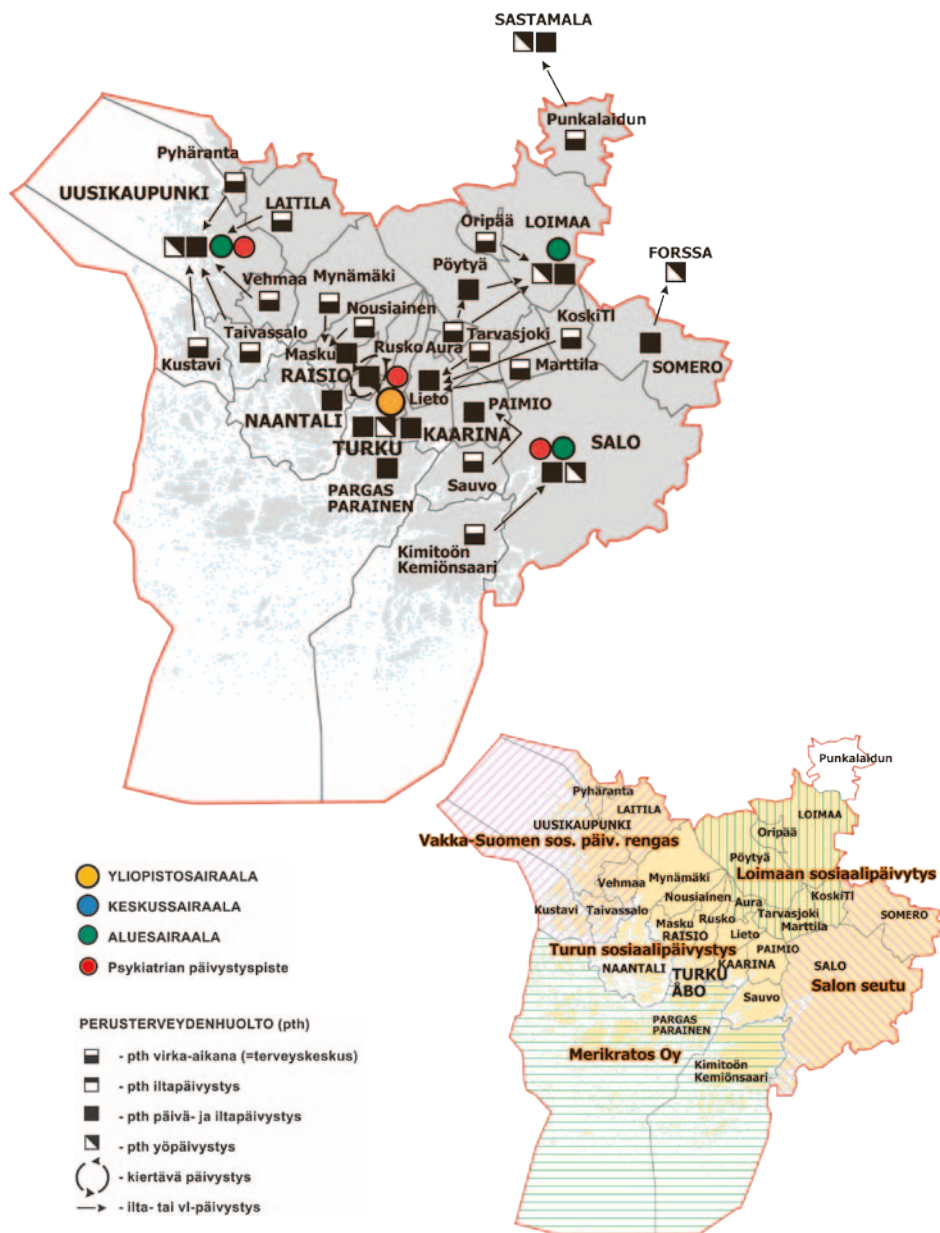 SASTAMALA
Punkalaidun
Pyhäranta
UUSIKAUPUNKI
LAITILA
Oripää
LOIMAA
FORSSA
Vehmaa
Mynämäki
Pöytyä
Nousiainen
KoskiTl
Taivassalo
Kustavi
Masku
Rusko
Aura
Tarvasjoki
RAISIO
Marttila
SOMERO
Lieto
PAIMIO
NAANTALI
TURKU
KAARINA
SALO
Sauvo
PARGAS
PARAINEN
Kimitoön
Kemiönsaari
YLIOPISTOSAIRAALA
KESKUSSAIRAALA
ALUESAIRAALA
Psykiatrian päivystyspiste
PERUSTERVEYDENHUOLTO (pth)
- pth virka-aikana (=terveyskeskus)
- pth iltapäivystys
- pth päivä- ja iltapäivystys
- pth yöpäivystys
- kiertävä päivystys
- ilta- tai vl-päivystys
Punkalaidun
Pyhäranta
LAITILA
LOIMAA
UUSIKAUPUNKI
Oripää
Vakka-Suomen sos. päiv. rengas
Pöytyä
Loimaan sosiaalipäivytys
Vehmaa
Mynämäki
Nousiainen
KoskiTl
Kustavi
Taivassalo
Aura
Tarvasjoki
Marttila
SOMERO
Masku
Rusko
RAISIO
Lieto
Turun sosiaalipäivystys
PAIMIO
NAANTALI
KAARINA
SALO
TURKU
ÅBO
Salon seutu
Sauvo
PARGAS
PARAINEN
Merikratos Oy
Kimitoön
Kemiönsaari